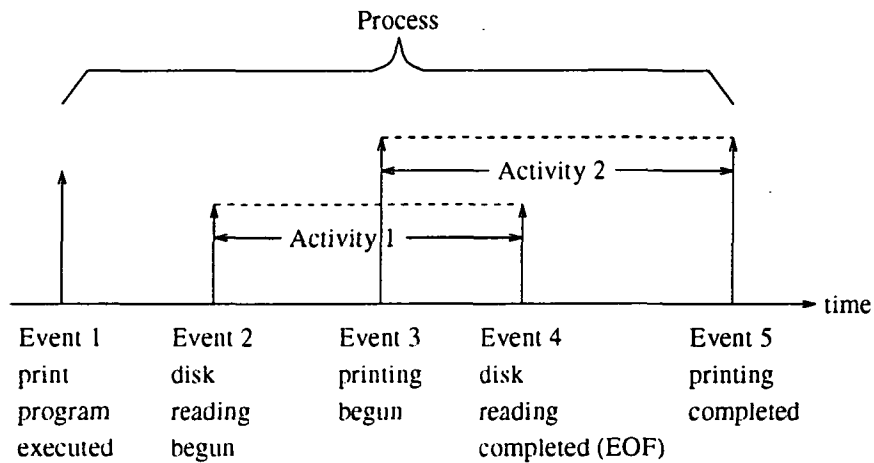 Process
Activity 2
Activity 1
time
Event 1
print
program
executed
Event 2
disk
reading
begun
Event 3
printing
begun
Event 4
disk
reading
completed (EOF)
Event 5
printing
completed